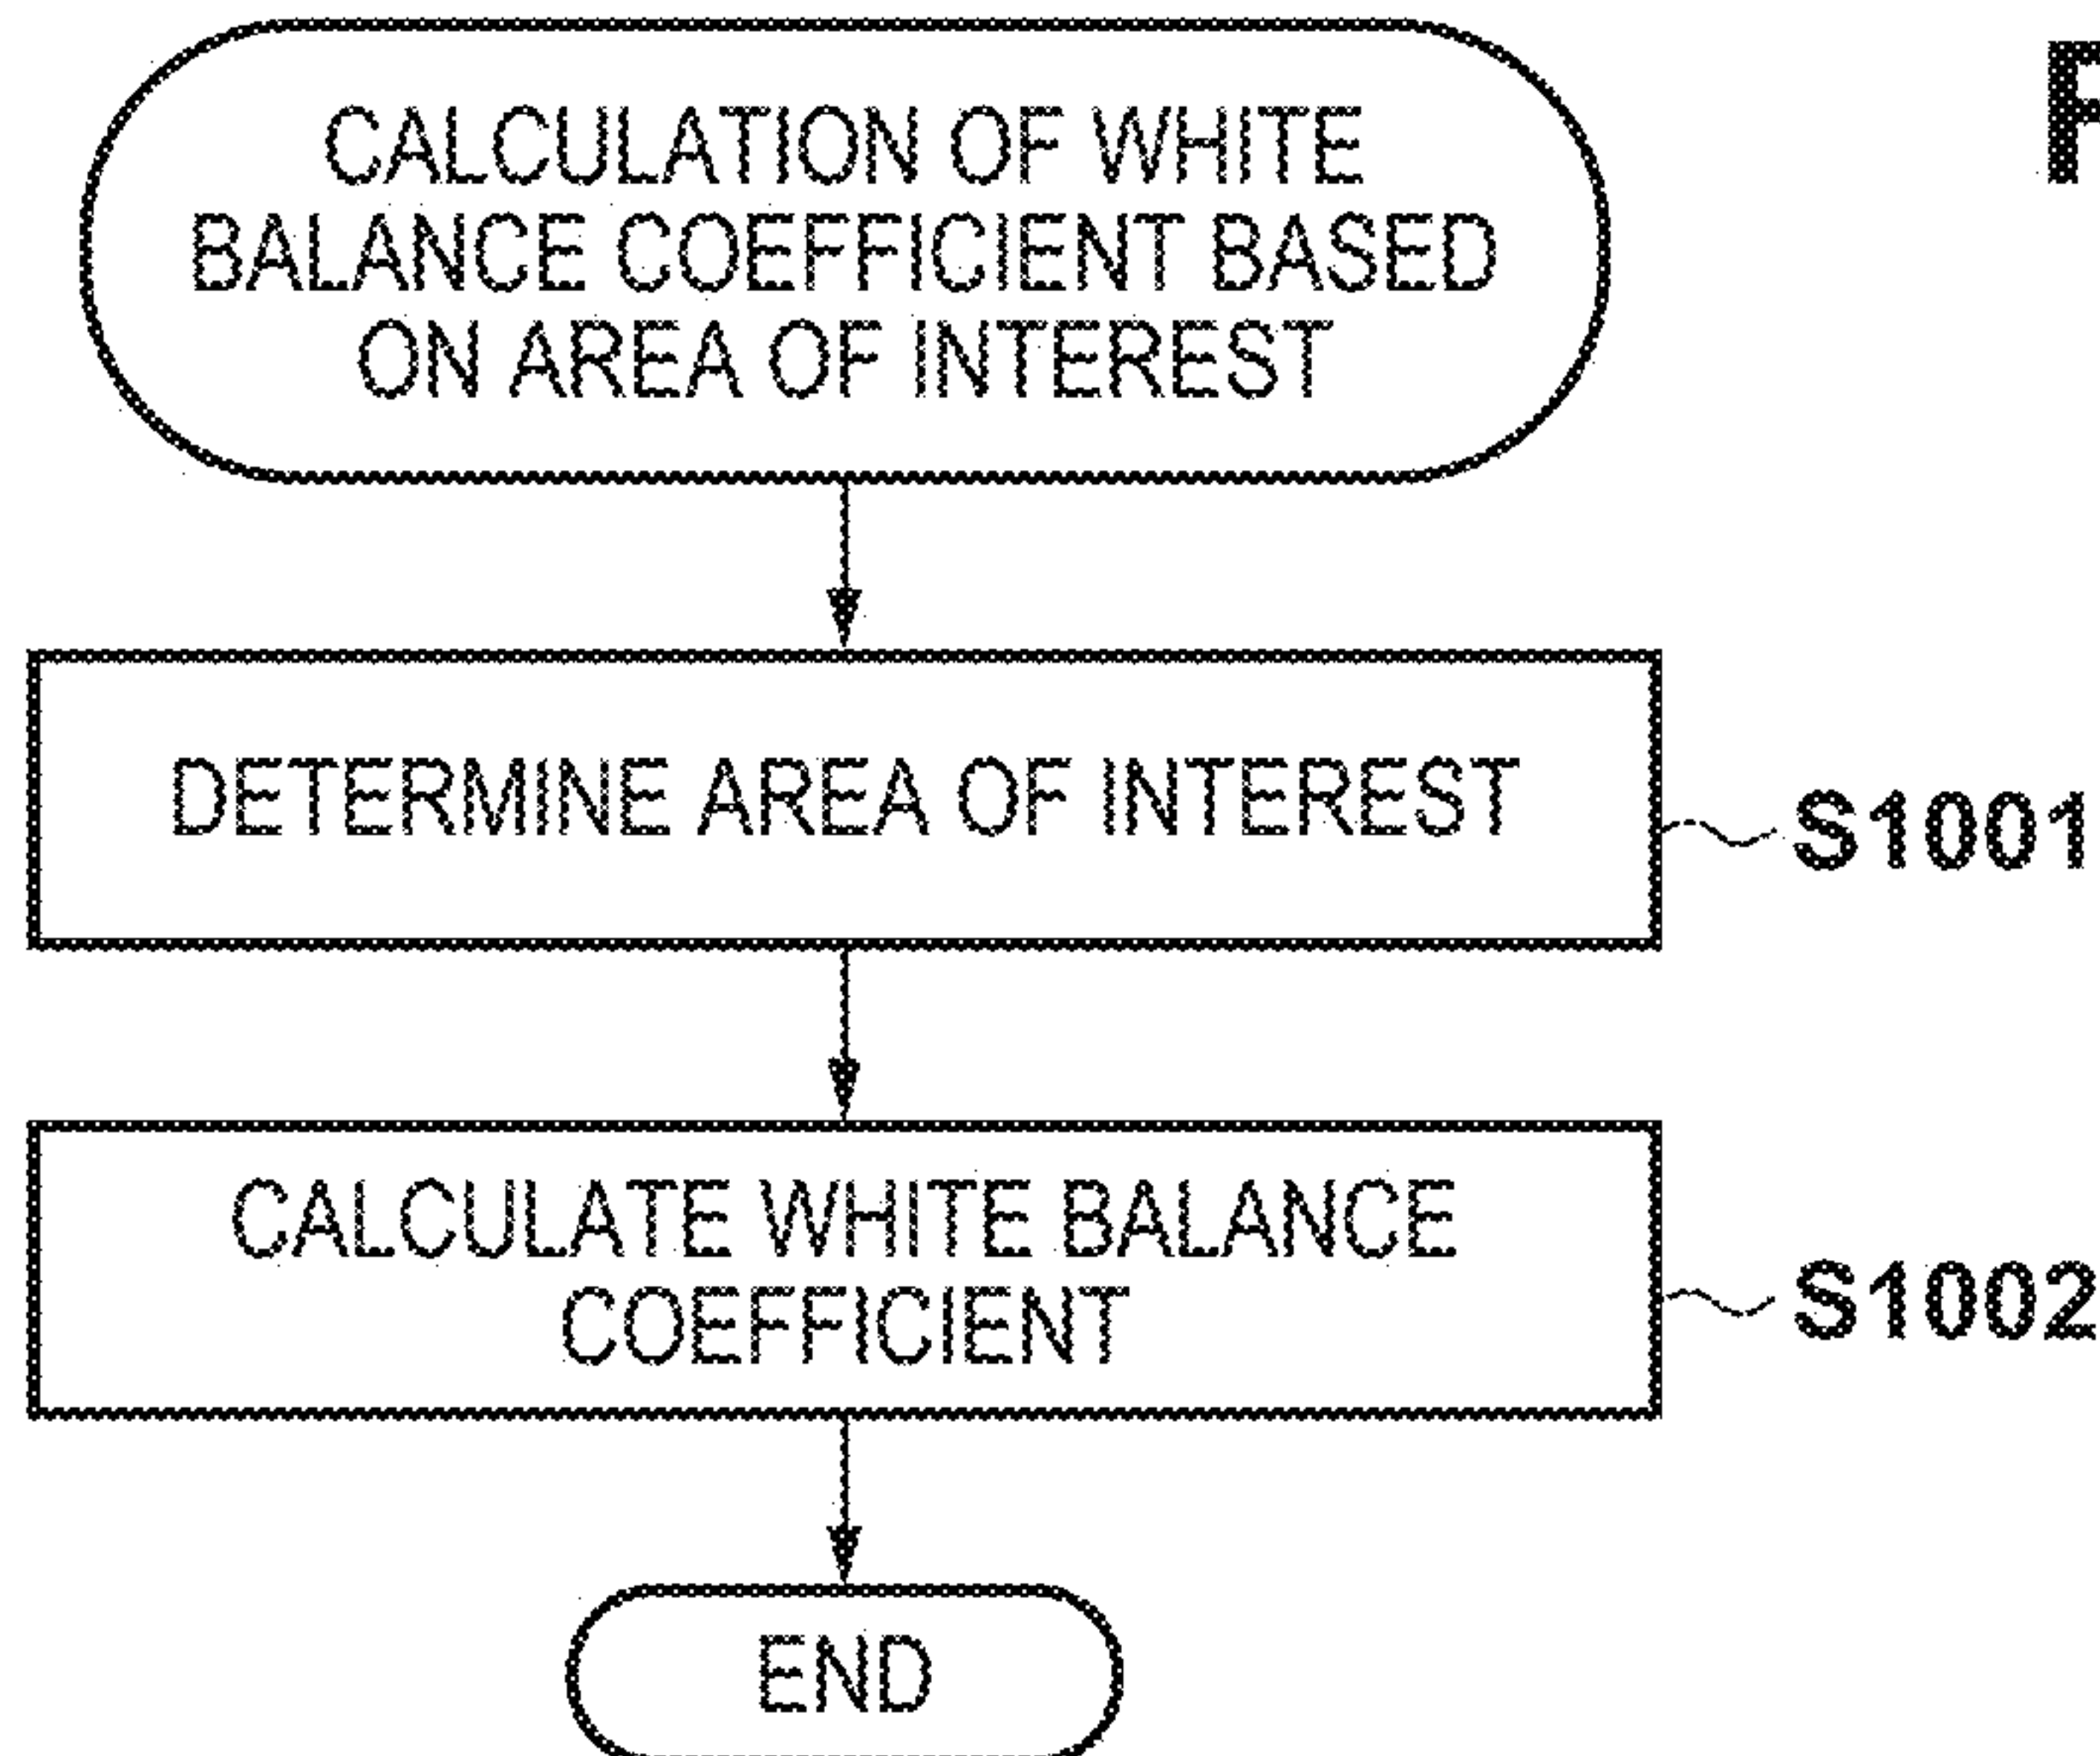 CALCULATION OF WHITE
BALANCE COEFFICIENT BASED
ON AREA OF INTEREST
DETERMINE AREA OF INTEREST
S1001
CALCULATE WHITE BALANCE
COEFFICIENT
S1002
END